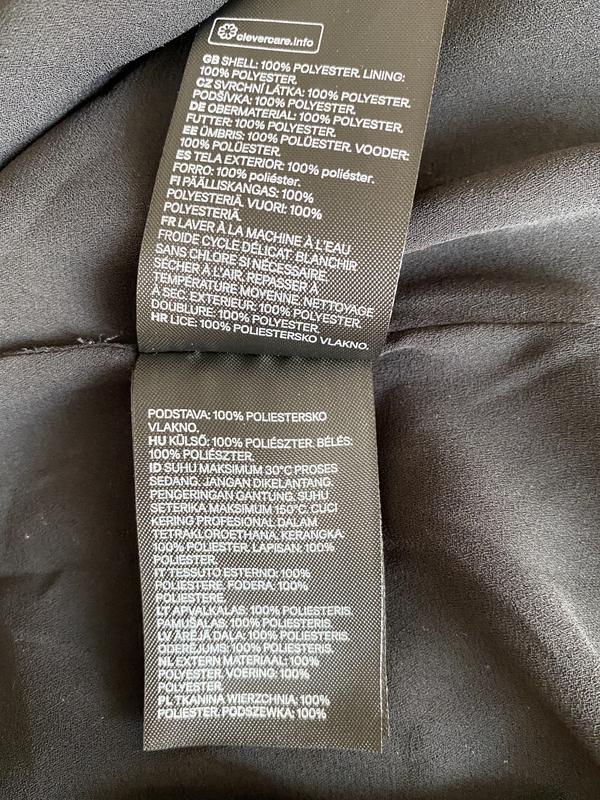 clevercare.info
GB SHELL: 100% POLYESTER. LINING:
100% POLYESTER.
CZ SVRCHNÍ LÁTKA: 100% POLYESTER.
PODŠÍVKA: 100% POLYESTER.
DE OBERMATERIAL: 100% POLYESTER.
FUTTER: 100% POLYESTER.
EE ÜMBRIS: 100% POLÜESTER. VOODER:
100% POLÜESTER.
ES TELA EXTERIOR: 100% poliéster.
FORRO: 100% poliéster.
FI PÄÄLLISKANGAS: 100%
POLYESTERIÄ. VUORI: 100%
POLYESTERIÄ.
FR LAVER À LA MACHINE À L'EAU
FROIDE CYCLE DÉLICAT. BLANCHIR
SANS CHLORE SI NÉCESSAIRE.
SÉCHER À L'AIR. REPASSER À
TEMPÉRATURE MOYENNE. NETTOYAGE
À SEC. EXTERIEUR: 100% POLYESTER.
DOUBLURE: 100% POLYESTER.
HR LICE: 100% POLIESTERSKO VLAKNO.
PODSTAVA: 100% POLIESTERSKO
VLAKNO.
HU KÜLSŐ: 100% POLIÉSZTER. BÉLÉS:
100% POLIÉSZTER.
ID SUHU MAKSIMUM 30°C PROSES
SEDANG. JANGAN DIKELANTANG.
PENGERINGAN GANTUNG. SUHU
SETERIKA MAKSIMUM 150°C. CUCI
KERING PROFESIONAL DALAM
TETRAKLOROETHANA. KERANGKA:
100% POLIESTER. LAPISAN: 100%
POLIESTER.
IT TESSUTO ESTERNO: 100%
POLIESTERE. FODERA: 100%
POLIESTERE.
LT APVALKALAS: 100% POLIESTERIS.
PAMUŠALAS: 100% POLIESTERIS.
LV ĀRĒJĀ DAĻA: 100% POLIESTERIS.
ODERĒJUMS: 100% POLIESTERIS.
NL EXTERN MATERIAAL: 100%
POLYESTER. VOERING: 100%
POLYESTER.
PL TKANINA WIERZCHNIA: 100%
POLIESTER. PODSZEWKA: 100%